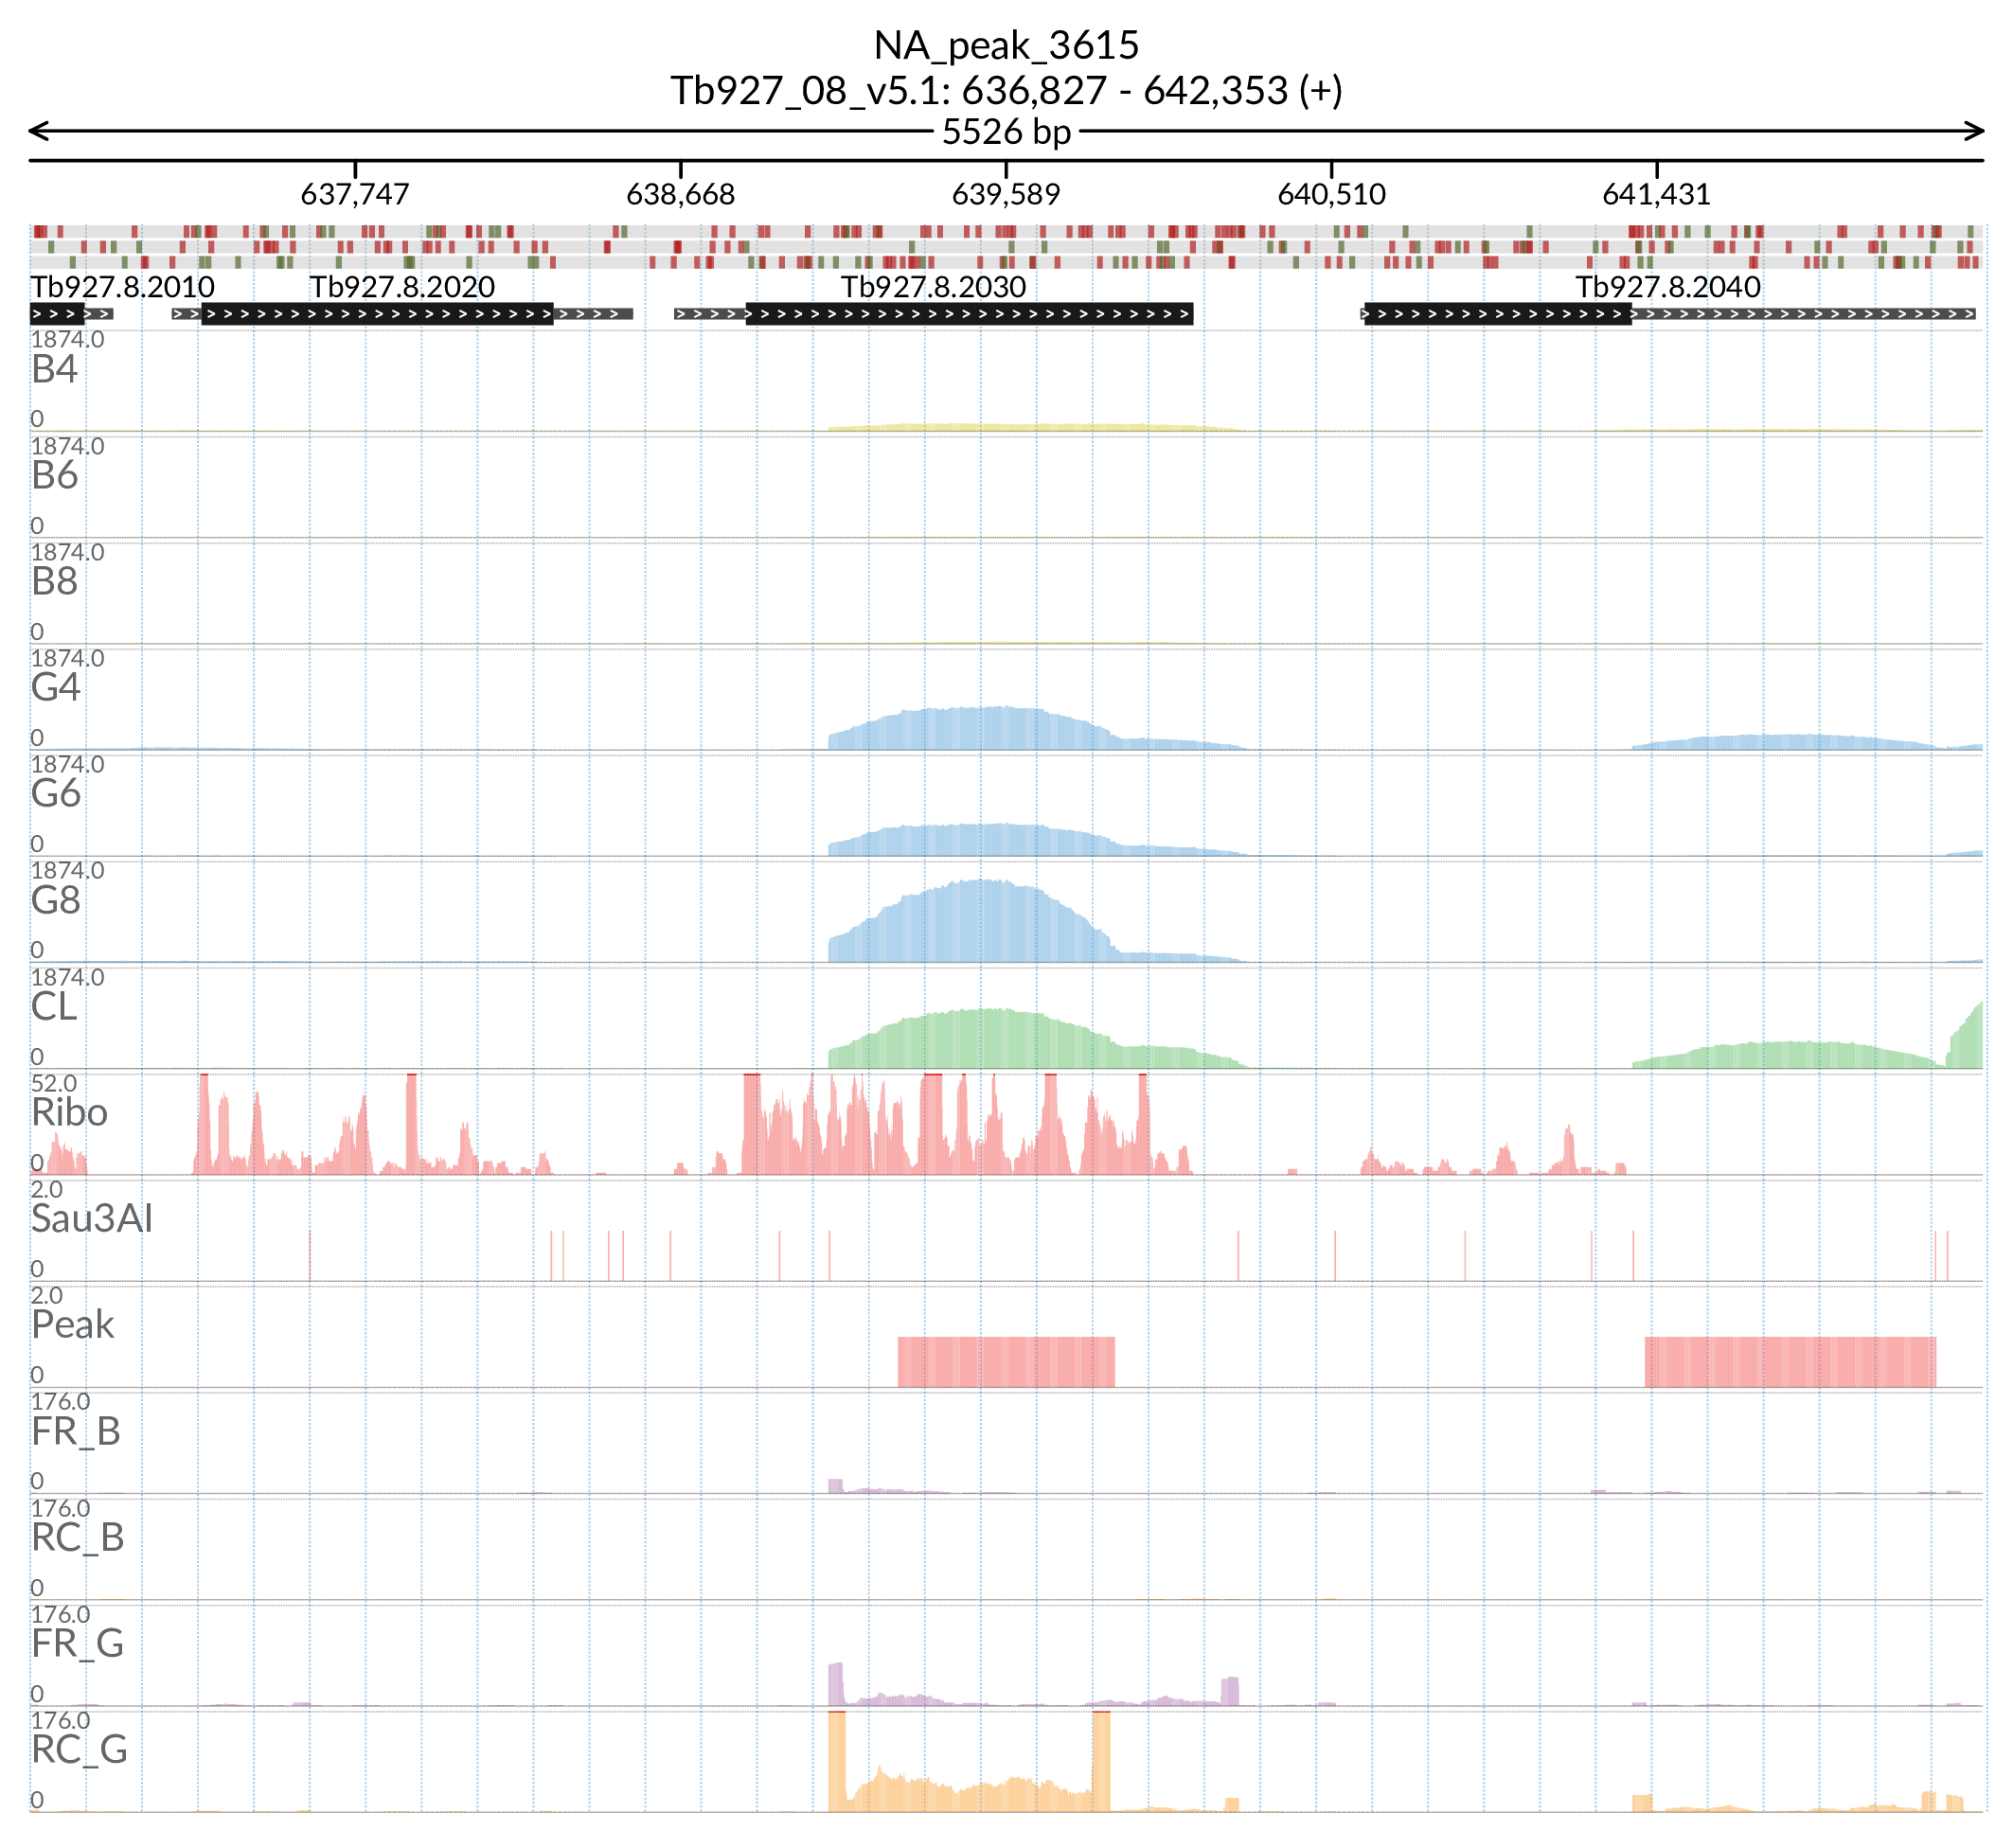 NA_peak_3615
Tb927_08_v5.1: 636,827 - 642,353 (+)
5526 bp
637,747 638,668 639,589 640,510 641,431
Tb927.8.2010 Tb927.8.2020 Tb927.8.2030 Tb927.8.2040
1874.0
B4
0
1874.0
B6
0
1874.0
B8
0
1874.0
G4
0
1874.0
G6
0
1874.0
G8
0
1874.0
CL
0
52.0
Ribo
0
2.0
Sau3AI
0
2.0
Peak
0
176.0
FR_B
0
176.0
RC_B
0
176.0
FR_G
0
176.0
RC_G
0